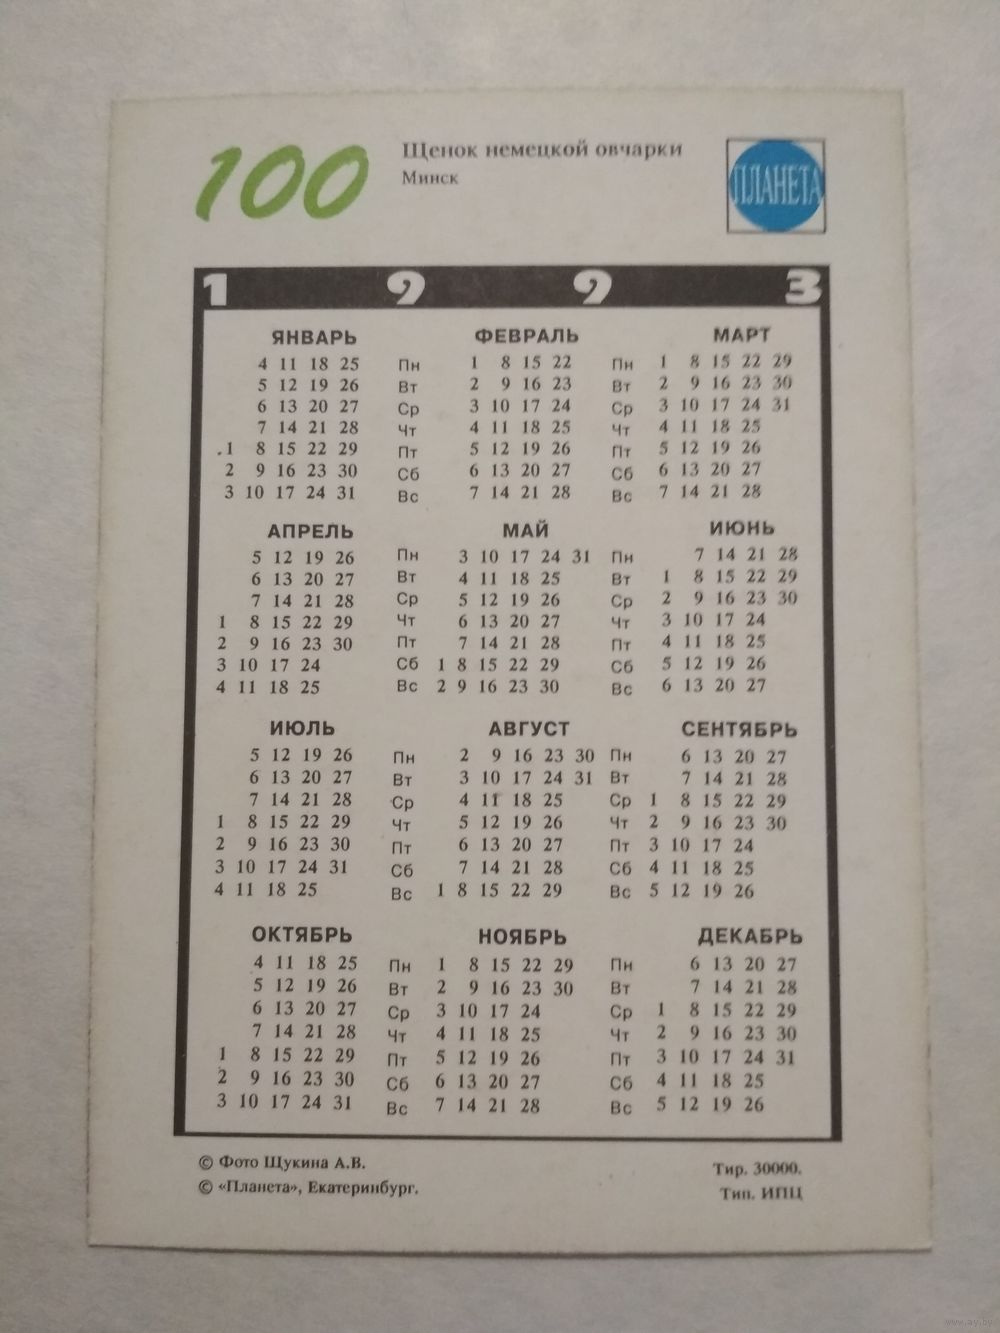 100
Щенок немецкой овчарки
Минск
ПЛАНЕТА
1 9 9 3
ЯНВАРЬ ФЕВРАЛЬ МАРТ
4 11 18 25 Пн 1 8 15 22 Пн 1 8 15 22 29
5 12 19 26 Вт 2 9 16 23 Вт 2 9 16 23 30
6 13 20 27 Ср 3 10 17 24 Ср 3 10 17 24 31
7 14 21 28 Чт 4 11 18 25 Чт 4 11 18 25
1 8 15 22 29 Пт 5 12 19 26 Пт 5 12 19 26
2 9 16 23 30 Сб 6 13 20 27 Сб 6 13 20 27
3 10 17 24 31 Вс 7 14 21 28 Вс 7 14 21 28
АПРЕЛЬ МАЙ ИЮНЬ
5 12 19 26 Пн 3 10 17 24 31 Пн 7 14 21 28
6 13 20 27 Вт 4 11 18 25 Вт 1 8 15 22 29
7 14 21 28 Ср 5 12 19 26 Ср 2 9 16 23 30
1 8 15 22 29 Чт 6 13 20 27 Чт 3 10 17 24
2 9 16 23 30 Пт 7 14 21 28 Пт 4 11 18 25
3 10 17 24 Сб 1 8 15 22 29 Сб 5 12 19 26
4 11 18 25 Вс 2 9 16 23 30 Вс 6 13 20 27
ИЮЛЬ АВГУСТ СЕНТЯБРЬ
5 12 19 26 Пн 2 9 16 23 30 Пн 6 13 20 27
6 13 20 27 Вт 3 10 17 24 31 Вт 7 14 21 28
7 14 21 28 Ср 4 11 18 25 Ср 1 8 15 22 29
1 8 15 22 29 Чт 5 12 19 26 Чт 2 9 16 23 30
2 9 16 23 30 Пт 6 13 20 27 Пт 3 10 17 24
3 10 17 24 31 Сб 7 14 21 28 Сб 4 11 18 25
4 11 18 25 Вс 1 8 15 22 29 Вс 5 12 19 26
ОКТЯБРЬ НОЯБРЬ ДЕКАБРЬ
4 11 18 25 Пн 1 8 15 22 29 Пн 6 13 20 27
5 12 19 26 Вт 2 9 16 23 30 Вт 7 14 21 28
6 13 20 27 Ср 3 10 17 24 Ср 1 8 15 22 29
7 14 21 28 Чт 4 11 18 25 Чт 2 9 16 23 30
1 8 15 22 29 Пт 5 12 19 26 Пт 3 10 17 24 31
2 9 16 23 30 Сб 6 13 20 27 Сб 4 11 18 25
3 10 17 24 31 Вс 7 14 21 28 Вс 5 12 19 26
© Фото Щукина А.В.
© «Планета», Екатеринбург.
Тир. 30000.
Тип. ИПЦ
www.ay.by